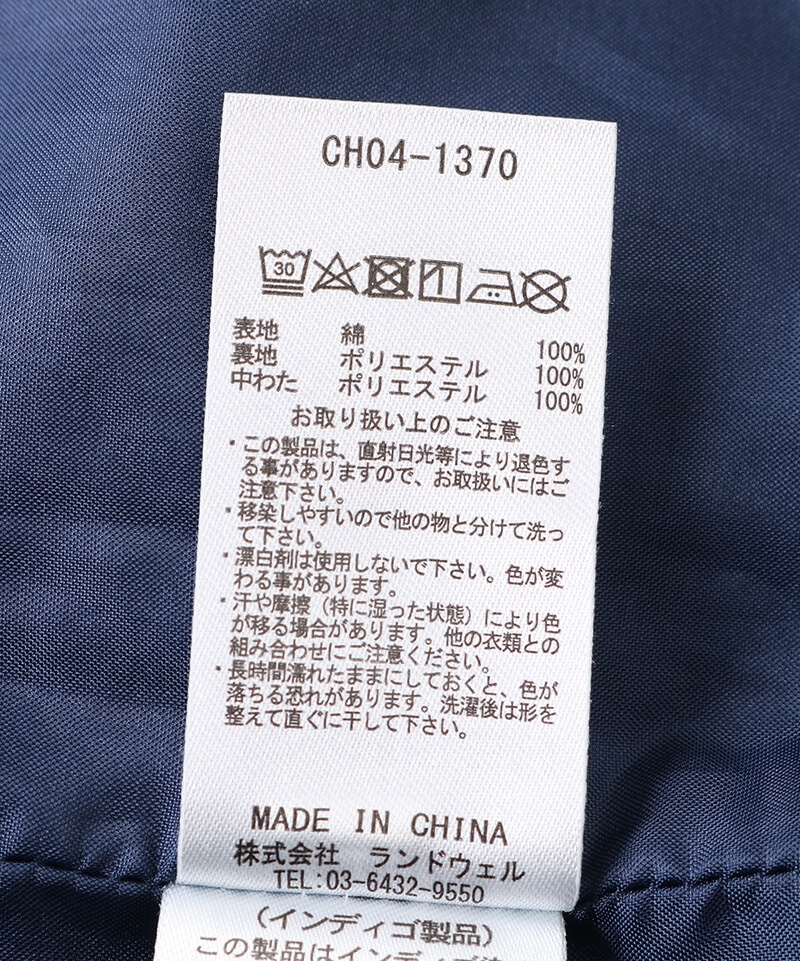 CH04-1370
30
表地 綿 100%
裏地 ポリエステル 100%
中わた ポリエステル 100%
お取り扱い上のご注意
・この製品は、直射日光等により退色す
る事がありますので、お取扱いにはご
注意下さい。
・移染しやすいので他の物と分けて洗っ
て下さい。
・漂白剤は使用しないで下さい。色が変
わる事があります。
・汗や摩擦（特に湿った状態）により色
が移る場合があります。他の衣類との
組み合わせにご注意ください。
・長時間濡れたままにしておくと、色が
落ちる恐れがあります。洗濯後は形を
整えて直ぐに干して下さい。
MADE IN CHINA
株式会社 ランドウェル
TEL:03-6432-9550
（インディゴ製品）
この製品はインディゴ